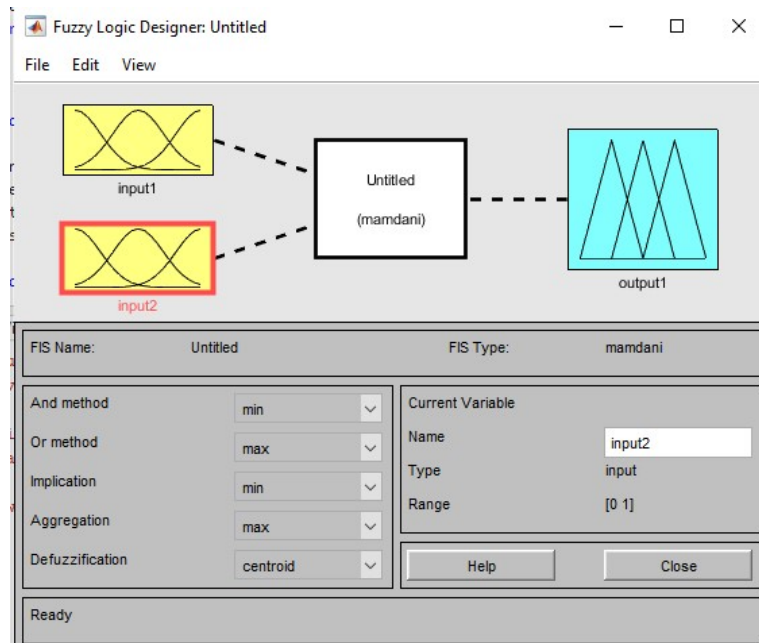 Fuzzy Logic Designer: Untitled
File Edit View
input1
input2
Untitled
(mamdani)
output1
FIS Name: Untitled FIS Type: mamdani
And method min
Or method max
Implication min
Aggregation max
Defuzzification centroid
Current Variable
Name input2
Type input
Range [0 1]
Help Close
Ready